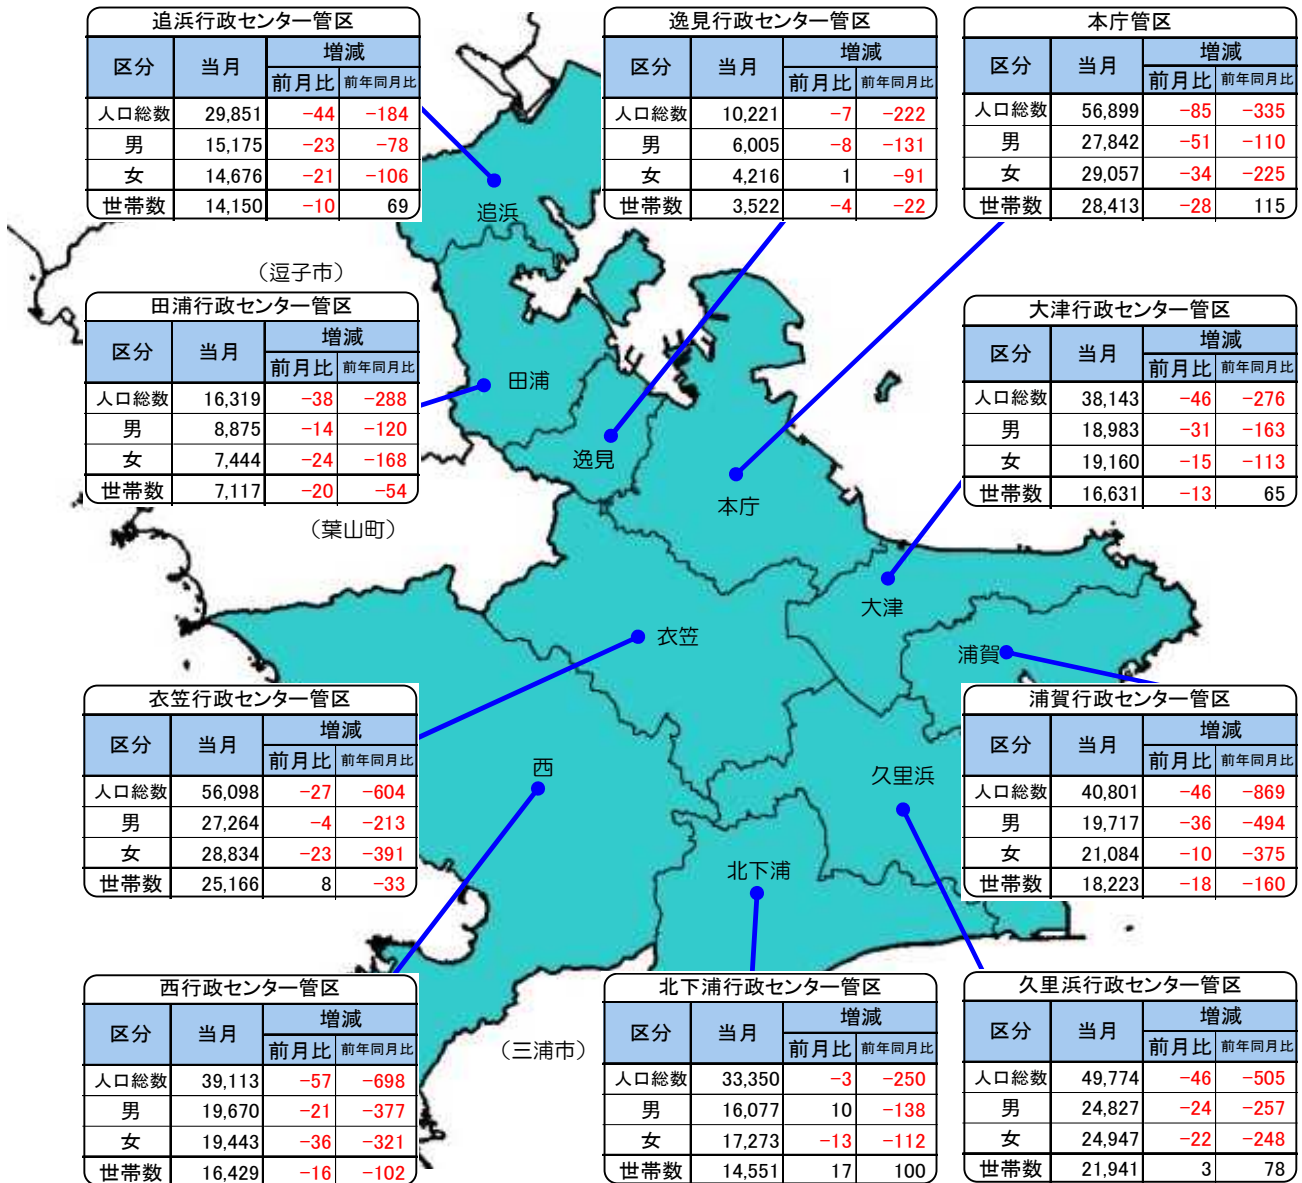 追浜行政センター管区
区分 当月 増減
前月比 前年同月比
人口総数 29,851 -44 -184
男 15,175 -23 -78
女 14,676 -21 -106
世帯数 14,150 -10 69
逸見行政センター管区
区分 当月 増減
前月比 前年同月比
人口総数 10,221 -7 -222
男 6,005 -8 -131
女 4,216 1 -91
世帯数 3,522 -4 -22
本庁管区
区分 当月 増減
前月比 前年同月比
人口総数 56,899 -85 -335
男 27,842 -51 -110
女 29,057 -34 -225
世帯数 28,413 -28 115
追浜
（逗子市）
田浦行政センター管区
区分 当月 増減
前月比 前年同月比
人口総数 16,319 -38 -288
男 8,875 -14 -120
女 7,444 -24 -168
世帯数 7,117 -20 -54
田浦
逸見
本庁
大津行政センター管区
区分 当月 増減
前月比 前年同月比
人口総数 38,143 -46 -276
男 18,983 -31 -163
女 19,160 -15 -113
世帯数 16,631 -13 65
（葉山町）
大津
衣笠
浦賀
衣笠行政センター管区
区分 当月 増減
前月比 前年同月比
人口総数 56,098 -27 -604
男 27,264 -4 -213
女 28,834 -23 -391
世帯数 25,166 8 -33
西
久里浜
北下浦
浦賀行政センター管区
区分 当月 増減
前月比 前年同月比
人口総数 40,801 -46 -869
男 19,717 -36 -494
女 21,084 -10 -375
世帯数 18,223 -18 -160
西行政センター管区
区分 当月 増減
前月比 前年同月比
人口総数 39,113 -57 -698
男 19,670 -21 -377
女 19,443 -36 -321
世帯数 16,429 -16 -102
（三浦市）
北下浦行政センター管区
区分 当月 増減
前月比 前年同月比
人口総数 33,350 -3 -250
男 16,077 10 -138
女 17,273 -13 -112
世帯数 14,551 17 100
久里浜行政センター管区
区分 当月 増減
前月比 前年同月比
人口総数 49,774 -46 -505
男 24,827 -24 -257
女 24,947 -22 -248
世帯数 21,941 3 78